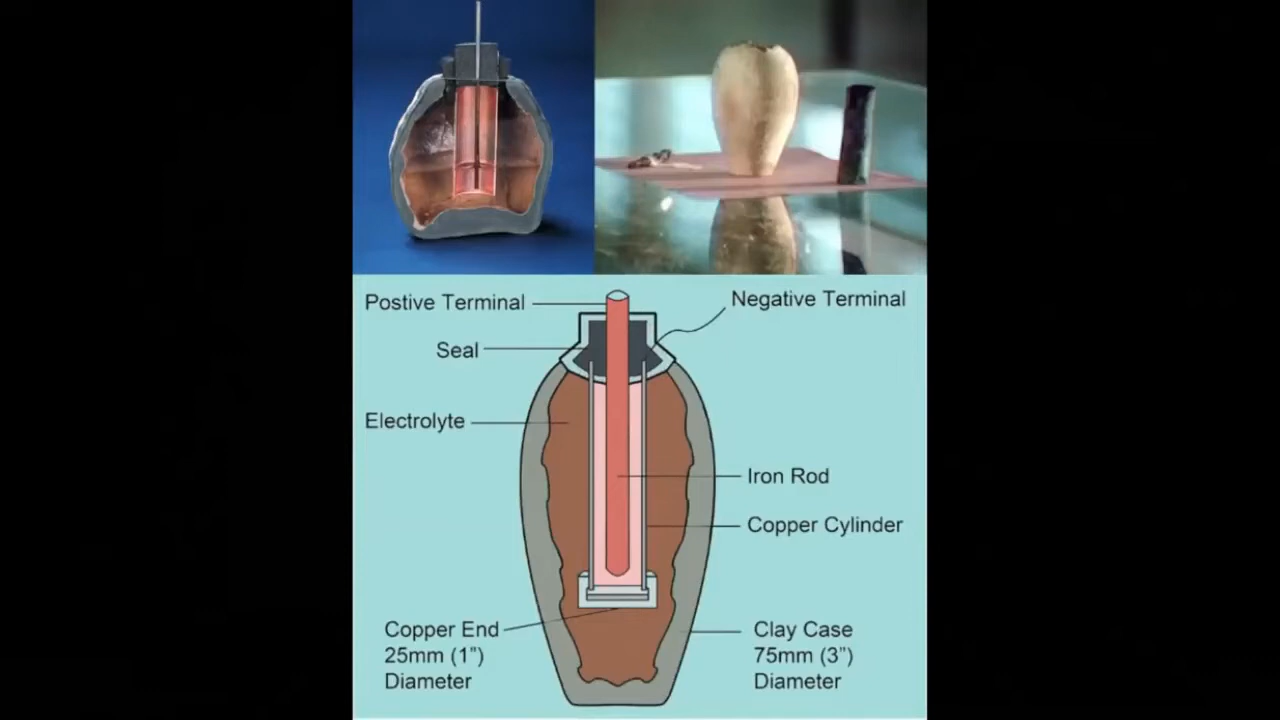 Postive Terminal
Negative Terminal
Seal
Electrolyte
Iron Rod
Copper Cylinder
Copper End
25mm (1")
Diameter
Clay Case
75mm (3")
Diameter